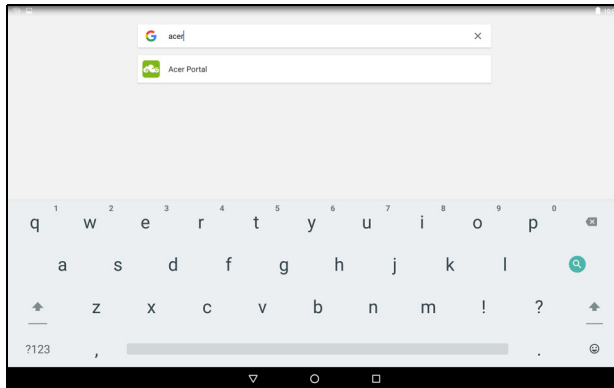 acer
Acer Portal
1 2 3 4 5 6 7 8 9 0
q w e r t y u i o p
a s d f g h j k l
z x c v b n m ! ?
?123 , .